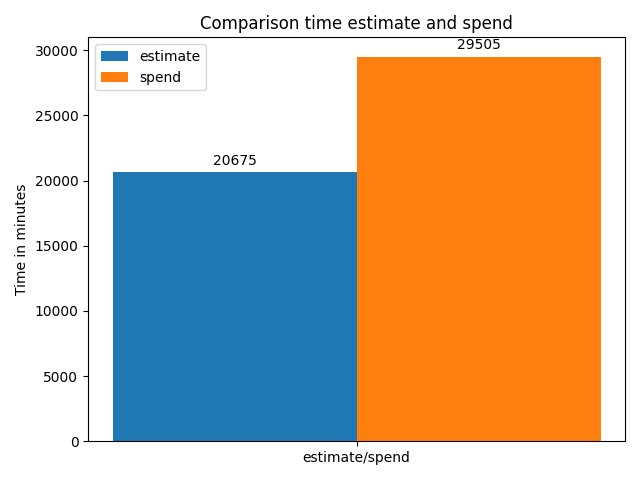 Comparison time estimate and spend
estimate
spend
29505
20675
30000
25000
20000
15000
10000
5000
0
Time in minutes
estimate/spend